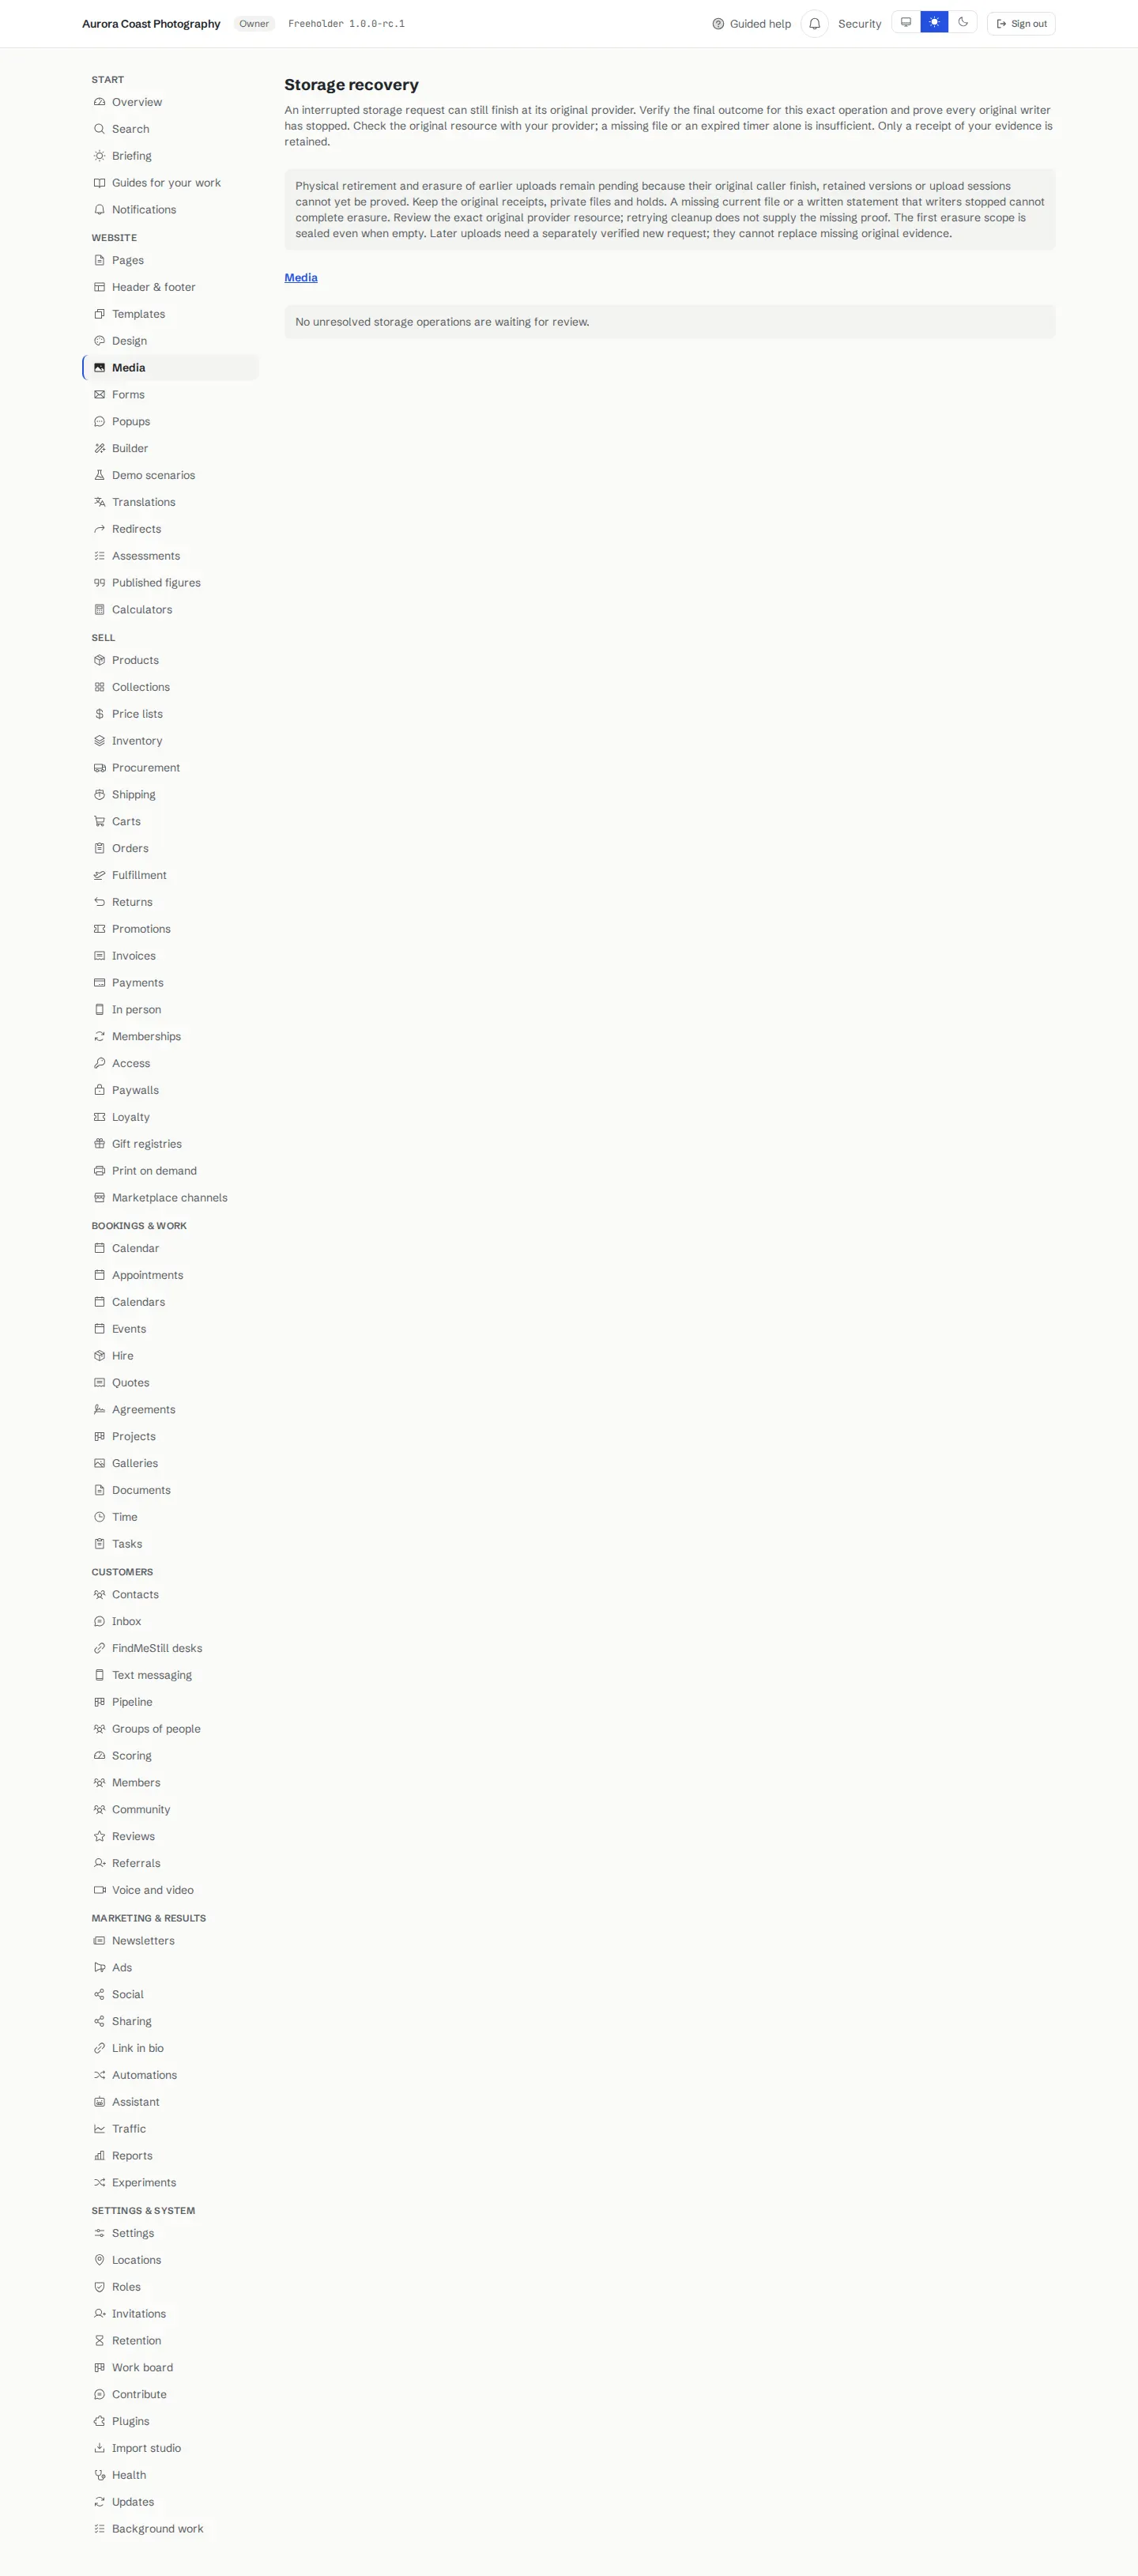 Aurora Coast Photography Owner Freeholder 1.0.0-rc.1 Guided help Security Sign out
START
Overview
Search
Briefing
Guides for your work
Notifications
WEBSITE
Pages
Header & footer
Templates
Design
Media
Forms
Popups
Builder
Demo scenarios
Translations
Redirects
Assessments
Published figures
Calculators
SELL
Products
Collections
Price lists
Inventory
Procurement
Shipping
Carts
Orders
Fulfillment
Returns
Promotions
Invoices
Payments
In person
Memberships
Access
Paywalls
Loyalty
Gift registries
Print on demand
Marketplace channels
BOOKINGS & WORK
Calendar
Appointments
Calendars
Events
Hire
Quotes
Agreements
Projects
Galleries
Documents
Time
Tasks
CUSTOMERS
Contacts
Inbox
FindMeStill desks
Text messaging
Pipeline
Groups of people
Scoring
Members
Community
Reviews
Referrals
Voice and video
MARKETING & RESULTS
Newsletters
Ads
Social
Sharing
Link in bio
Automations
Assistant
Traffic
Reports
Experiments
SETTINGS & SYSTEM
Settings
Locations
Roles
Invitations
Retention
Work board
Contribute
Plugins
Import studio
Health
Updates
Background work
Storage recovery
An interrupted storage request can still finish at its original provider. Verify the final outcome for this exact operation and prove every original writer
has stopped. Check the original resource with your provider; a missing file or an expired timer alone is insufficient. Only a receipt of your evidence is
retained.
Physical retirement and erasure of earlier uploads remain pending because their original caller finish, retained versions or upload sessions
cannot yet be proved. Keep the original receipts, private files and holds. A missing current file or a written statement that writers stopped cannot
complete erasure. Review the exact original provider resource; retrying cleanup does not supply the missing proof. The first erasure scope is
sealed even when empty. Later uploads need a separately verified new request; they cannot replace missing original evidence.
Media
No unresolved storage operations are waiting for review.